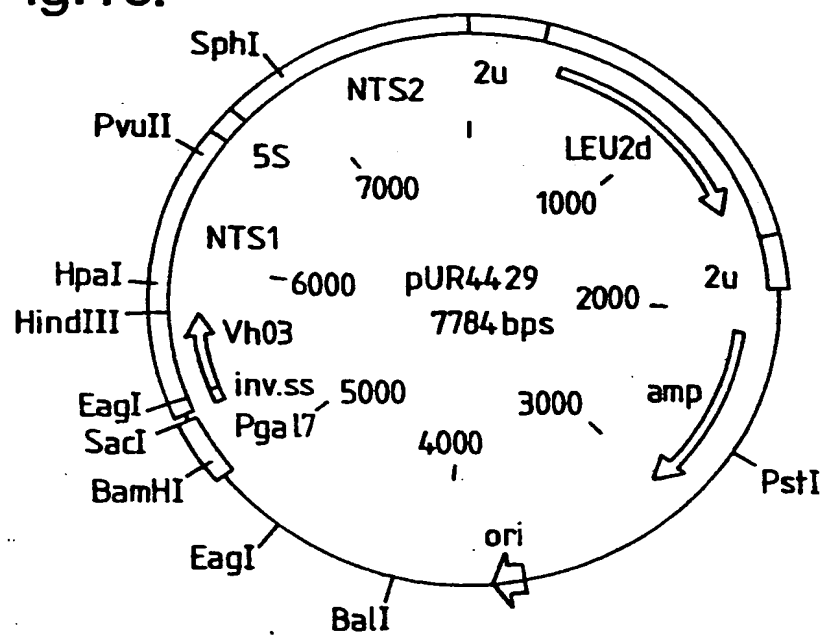 SphI
NTS2
2u
PvuII
5S
LEU2d
7000
1000
NTS1
HpaI
6000
pUR4429
2000
2u
HindIII
Vh03
7784 bps
EagI
inv.ss
5000
3000
amp
SacI
Pgal7
4000
BamHI
PstI
EagI
ori
BalI